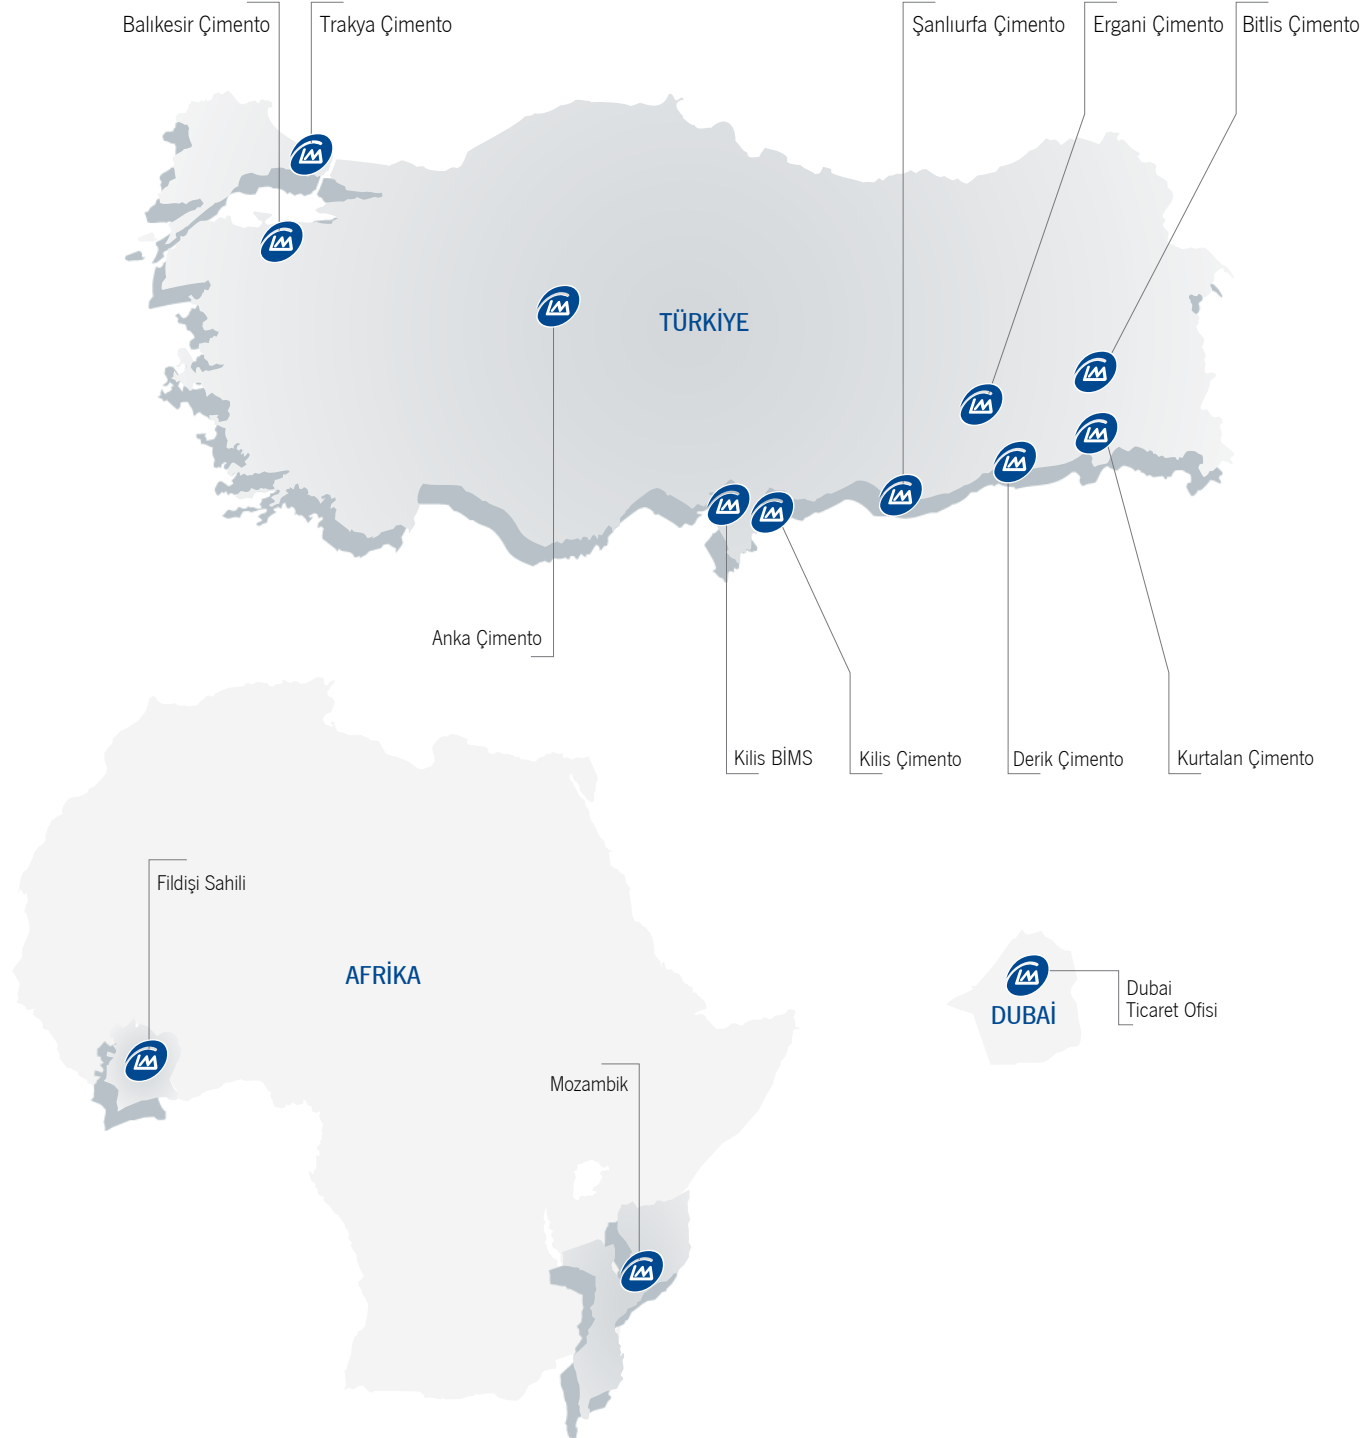 Balıkesir Çimento
Trakya Çimento
Şanlıurfa Çimento
Ergani Çimento
Bitlis Çimento
TÜRKİYE
Anka Çimento
Kilis BİMS
Kilis Çimento
Derik Çimento
Kurtalan Çimento
Fildişi Sahili
AFRİKA
Dubai
Ticaret Ofisi
DUBAİ
Mozambik